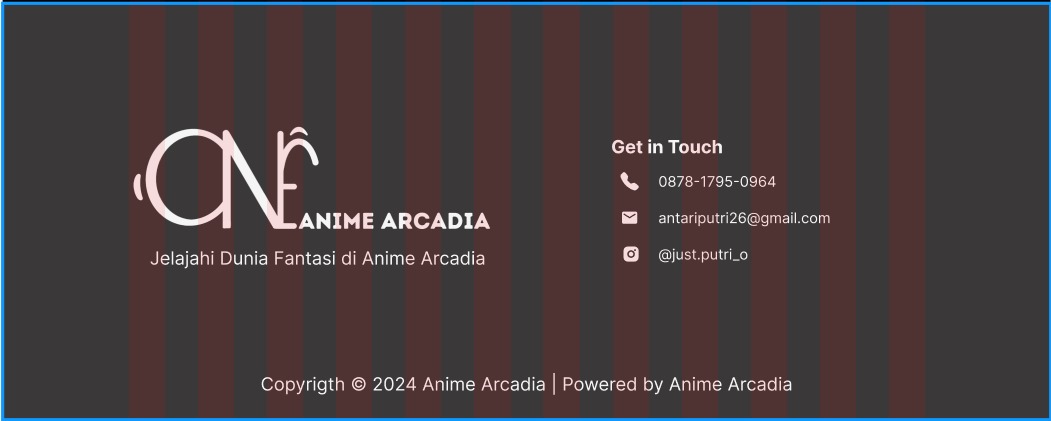 ANE
ANIME ARCADIA
Jelajahi Dunia Fantasi di Anime Arcadia
Get in Touch
0878-1795-0964
antariputri26@gmail.com
@just.putri_o
Copyrigth © 2024 Anime Arcadia | Powered by Anime Arcadia